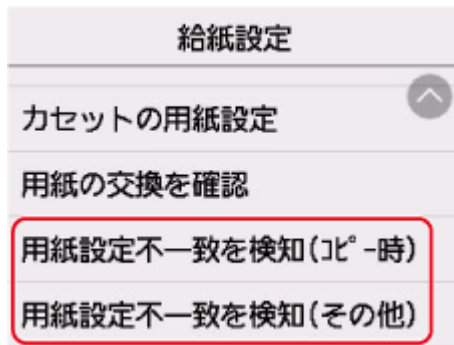 給紙設定
カセットの用紙設定
用紙の交換を確認
用紙設定不一致を検知(ｺﾋﾟｰ時)
用紙設定不一致を検知(その他)